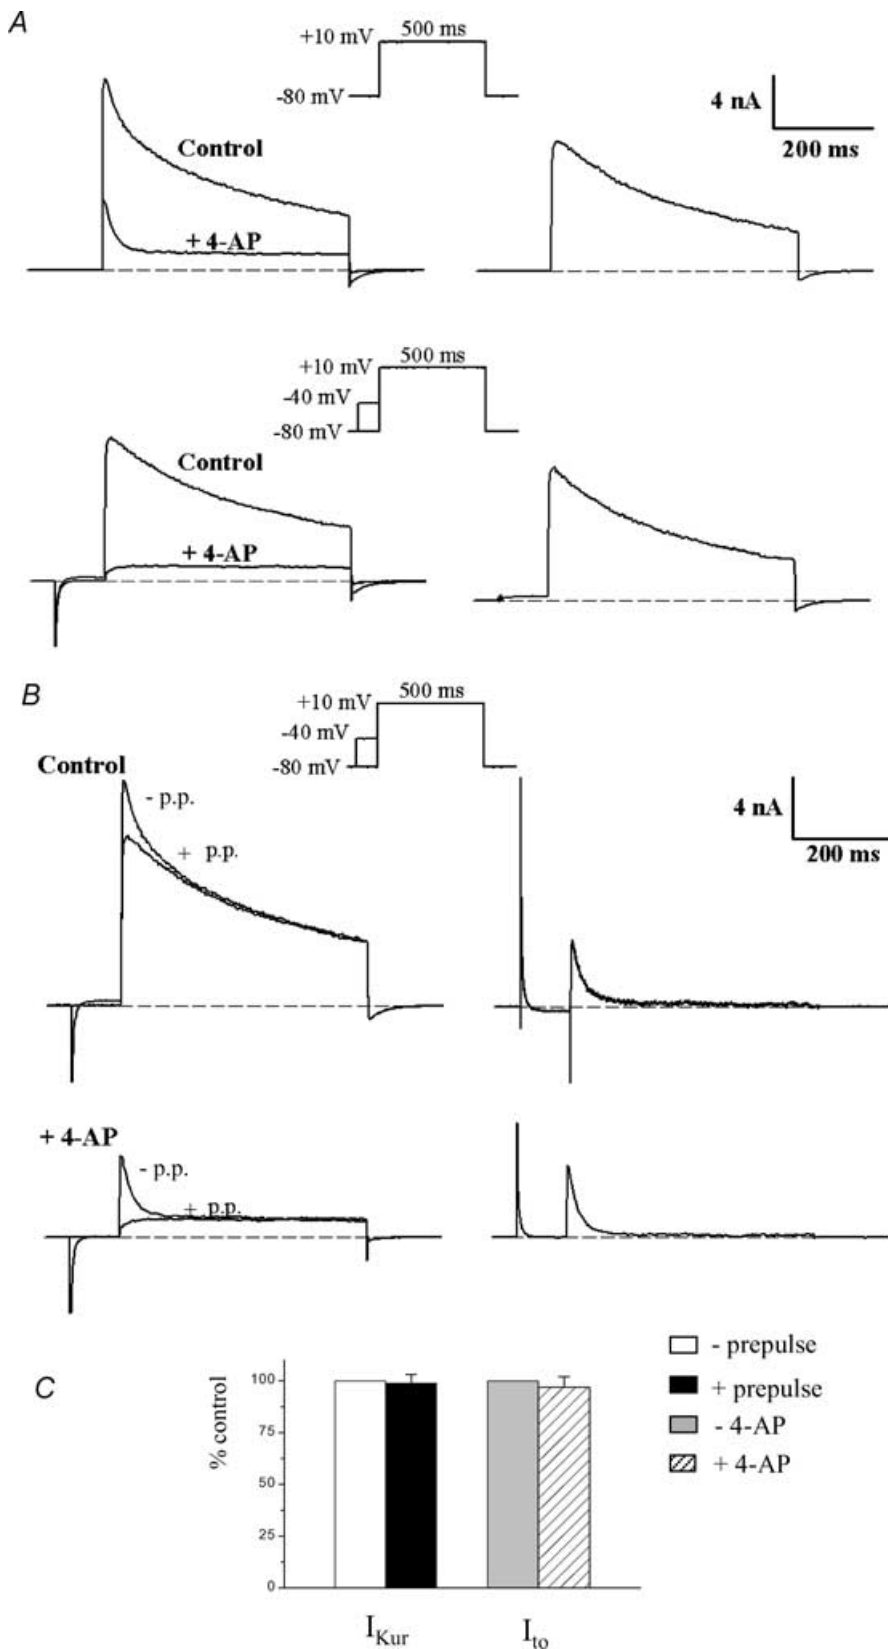 A
+10 mV
500 ms
-80 mV
4 nA
200 ms
Control
+ 4-AP
+10 mV
500 ms
-40 mV
-80 mV
Control
+ 4-AP
B
+10 mV
500 ms
-40 mV
-80 mV
Control
- p.p.
+ p.p.
4 nA
200 ms
+ 4-AP
- p.p.
+ p.p.
C
% control
100
75
50
25
0
I_Kur
I_to
- prepulse
+ prepulse
- 4-AP
+ 4-AP